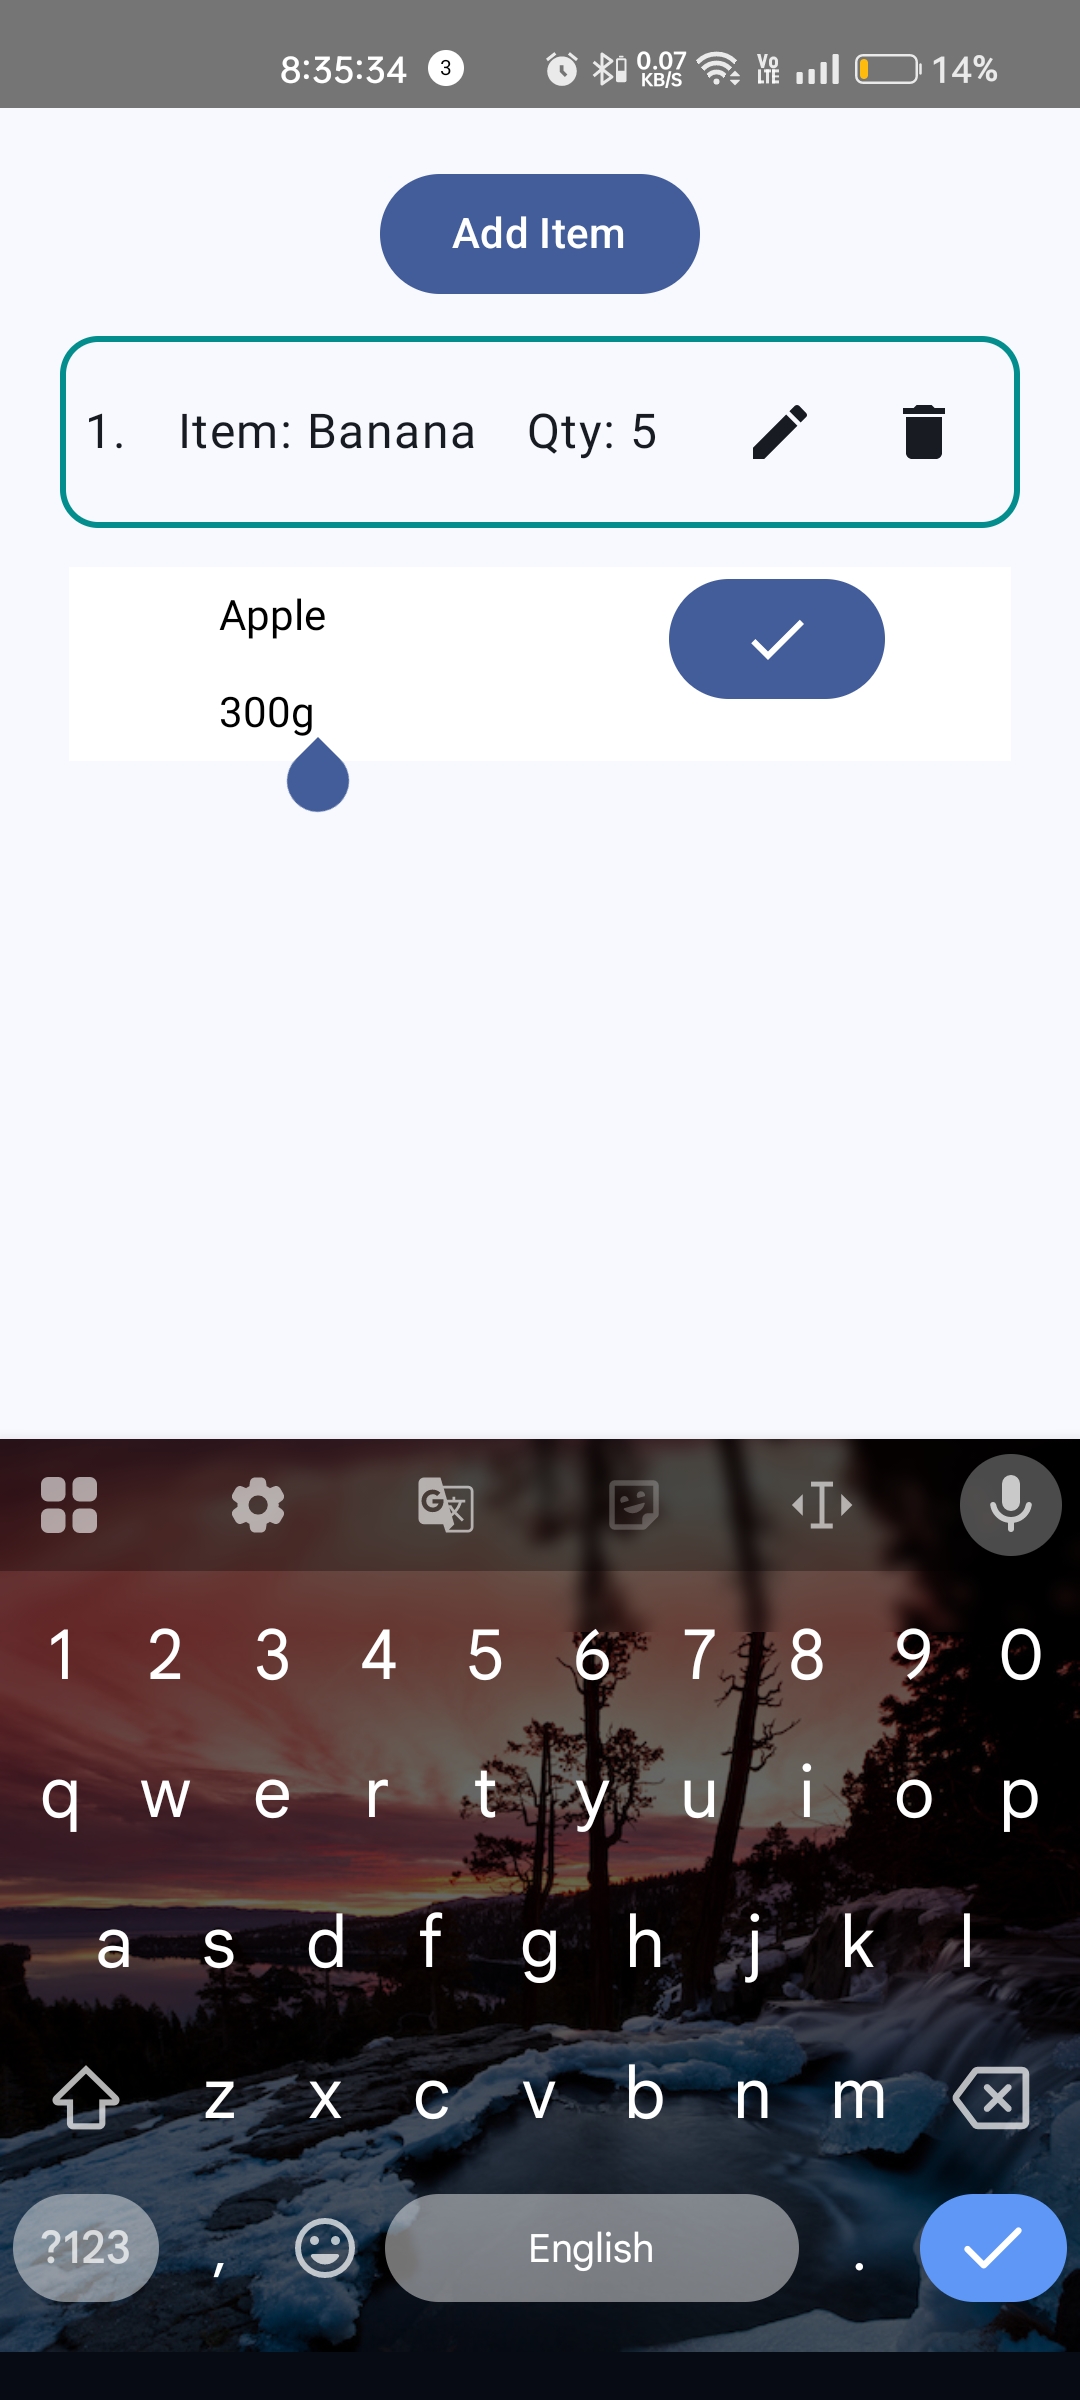 8:35:34 3 0.07 KB/S Vo LTE 14%
Add Item
1. Item: Banana Qty: 5
Apple
300g
G 文
1 2 3 4 5 6 7 8 9 0
q w e r t y u i o p
a s d f g h j k l
z x c v b n m
?123 , English .